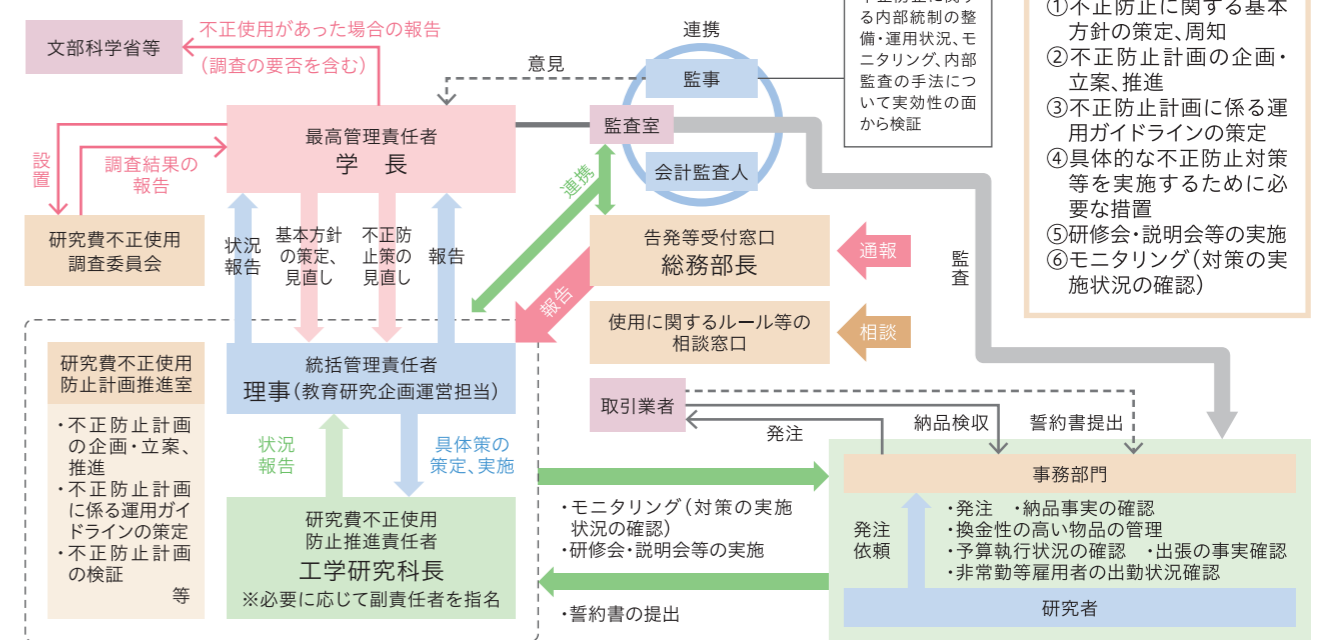 文部科学省等
不正使用があった場合の報告
(調査の要否を含む)
意見
連携
監事
監査室
会計監査人
る内部統制の整
備・運用状況、モ
ニタリング、内部
監査の手法につ
いて実効性の面
から検証
①不正防止に関する基本
方針の策定、周知
②不正防止計画の企画・
立案、推進
③不正防止計画に係る運
用ガイドラインの策定
④具体的な不正防止対策
等を実施するために必
要な措置
⑤研修会・説明会等の実施
⑥モニタリング(対策の実
施状況の確認)
最高管理責任者
学 長
設置
調査結果の
報告
研究費不正使用
調査委員会
状況
報告
基本方針
の策定、
見直し
不正防
止策の
見直し
報告
連携
告発等受付窓口
総務部長
通報
報告
使用に関するルール等の
相談窓口
相談
監査
研究費不正使用
防止計画推進室
・不正防止計画
の企画・立案、
推進
・不正防止計画
に係る運用ガイ
ドラインの策定
・不正防止計画
の検証
等
統括管理責任者
理事(教育研究企画運営担当)
状況
報告
具体策の
策定、実施
研究費不正使用
防止推進責任者
工学研究科長
※必要に応じて副責任者を指名
取引業者
発注
納品検収
誓約書提出
・モニタリング(対策の実施
状況の確認)
・研修会・説明会等の実施
・誓約書の提出
事務部門
発注
依頼
・発注 ・納品事実の確認
・換金性の高い物品の管理
・予算執行状況の確認 ・出張の事実確認
・非常勤等雇用者の出勤状況確認
研究者